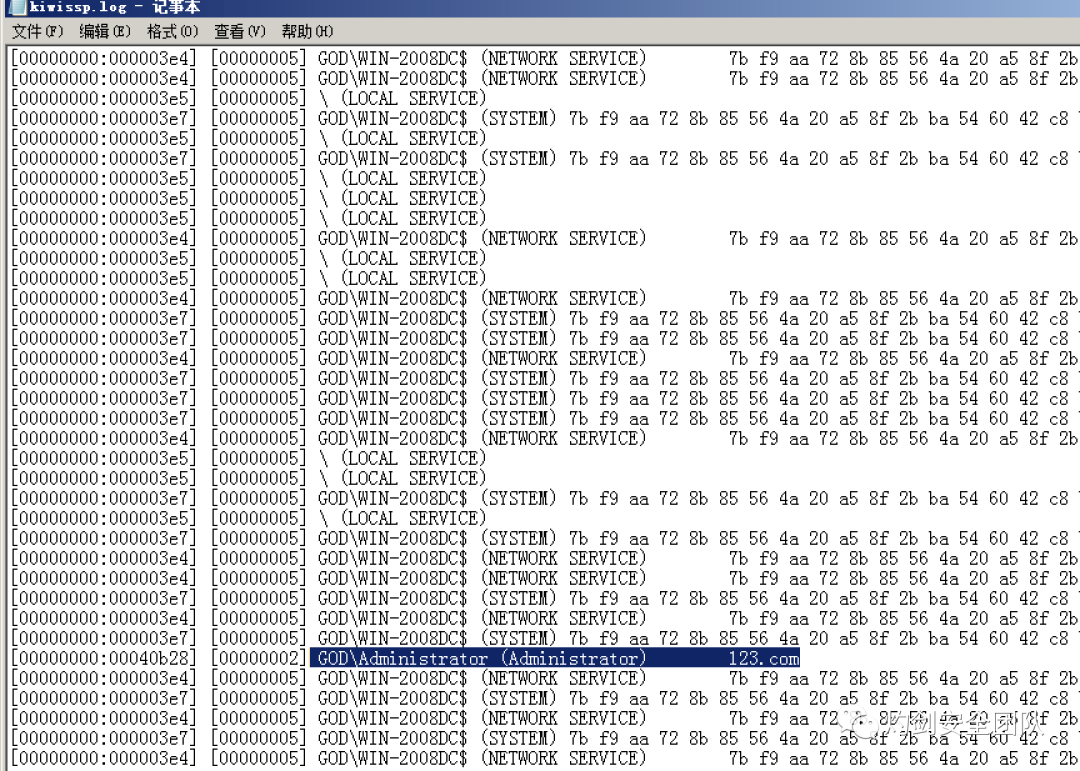 kiwissp.log - 记事本
文件(F) 编辑(E) 格式(O) 查看(V) 帮助(H)
[00000000:000003e4] [00000005] GOD\WIN-2008DC$ (NETWORK SERVICE) 7b f9 aa 72 8b 85 56 4a 20 a5 8f 2b
[00000000:000003e4] [00000005] GOD\WIN-2008DC$ (NETWORK SERVICE) 7b f9 aa 72 8b 85 56 4a 20 a5 8f 2b
[00000000:000003e5] [00000005] \ (LOCAL SERVICE)
[00000000:000003e7] [00000005] GOD\WIN-2008DC$ (SYSTEM) 7b f9 aa 72 8b 85 56 4a 20 a5 8f 2b ba 54 60 42 c8
[00000000:000003e5] [00000005] \ (LOCAL SERVICE)
[00000000:000003e7] [00000005] GOD\WIN-2008DC$ (SYSTEM) 7b f9 aa 72 8b 85 56 4a 20 a5 8f 2b ba 54 60 42 c8
[00000000:000003e5] [00000005] \ (LOCAL SERVICE)
[00000000:000003e5] [00000005] \ (LOCAL SERVICE)
[00000000:000003e5] [00000005] \ (LOCAL SERVICE)
[00000000:000003e4] [00000005] GOD\WIN-2008DC$ (NETWORK SERVICE) 7b f9 aa 72 8b 85 56 4a 20 a5 8f 2b
[00000000:000003e5] [00000005] \ (LOCAL SERVICE)
[00000000:000003e5] [00000005] \ (LOCAL SERVICE)
[00000000:000003e4] [00000005] GOD\WIN-2008DC$ (NETWORK SERVICE) 7b f9 aa 72 8b 85 56 4a 20 a5 8f 2b
[00000000:000003e7] [00000005] GOD\WIN-2008DC$ (SYSTEM) 7b f9 aa 72 8b 85 56 4a 20 a5 8f 2b ba 54 60 42 c8
[00000000:000003e7] [00000005] GOD\WIN-2008DC$ (SYSTEM) 7b f9 aa 72 8b 85 56 4a 20 a5 8f 2b ba 54 60 42 c8
[00000000:000003e4] [00000005] GOD\WIN-2008DC$ (NETWORK SERVICE) 7b f9 aa 72 8b 85 56 4a 20 a5 8f 2b
[00000000:000003e7] [00000005] GOD\WIN-2008DC$ (SYSTEM) 7b f9 aa 72 8b 85 56 4a 20 a5 8f 2b ba 54 60 42 c8
[00000000:000003e7] [00000005] GOD\WIN-2008DC$ (SYSTEM) 7b f9 aa 72 8b 85 56 4a 20 a5 8f 2b ba 54 60 42 c8
[00000000:000003e7] [00000005] GOD\WIN-2008DC$ (SYSTEM) 7b f9 aa 72 8b 85 56 4a 20 a5 8f 2b ba 54 60 42 c8
[00000000:000003e4] [00000005] GOD\WIN-2008DC$ (NETWORK SERVICE) 7b f9 aa 72 8b 85 56 4a 20 a5 8f 2b
[00000000:000003e5] [00000005] \ (LOCAL SERVICE)
[00000000:000003e5] [00000005] \ (LOCAL SERVICE)
[00000000:000003e7] [00000005] GOD\WIN-2008DC$ (SYSTEM) 7b f9 aa 72 8b 85 56 4a 20 a5 8f 2b ba 54 60 42 c8
[00000000:000003e5] [00000005] \ (LOCAL SERVICE)
[00000000:000003e7] [00000005] GOD\WIN-2008DC$ (SYSTEM) 7b f9 aa 72 8b 85 56 4a 20 a5 8f 2b ba 54 60 42 c8
[00000000:000003e4] [00000005] GOD\WIN-2008DC$ (NETWORK SERVICE) 7b f9 aa 72 8b 85 56 4a 20 a5 8f 2b
[00000000:000003e4] [00000005] GOD\WIN-2008DC$ (NETWORK SERVICE) 7b f9 aa 72 8b 85 56 4a 20 a5 8f 2b
[00000000:000003e7] [00000005] GOD\WIN-2008DC$ (SYSTEM) 7b f9 aa 72 8b 85 56 4a 20 a5 8f 2b ba 54 60 42 c8
[00000000:000003e4] [00000005] GOD\WIN-2008DC$ (NETWORK SERVICE) 7b f9 aa 72 8b 85 56 4a 20 a5 8f 2b
[00000000:000003e7] [00000005] GOD\WIN-2008DC$ (SYSTEM) 7b f9 aa 72 8b 85 56 4a 20 a5 8f 2b ba 54 60 42 c8
[00000000:00040b28] [00000002] GOD\Administrator (Administrator) 123.com
[00000000:000003e4] [00000005] GOD\WIN-2008DC$ (NETWORK SERVICE) 7b f9 aa 72 8b 85 56 4a 20 a5 8f 2b
[00000000:000003e7] [00000005] GOD\WIN-2008DC$ (SYSTEM) 7b f9 aa 72 8b 85 56 4a 20 a5 8f 2b ba 54 60 42 c8
[00000000:000003e4] [00000005] GOD\WIN-2008DC$ (NETWORK SERVICE) 7b f9 aa 72 8b 85 56 4a 20 a5 8f 2b
[00000000:000003e7] [00000005] GOD\WIN-2008DC$ (SYSTEM) 7b f9 aa 72 8b 85 56 4a 20 a5 8f 2b ba 54 60 42 c8
[00000000:000003e4] [00000005] GOD\WIN-2008DC$ (NETWORK SERVICE) 7b f9 aa 72 8b 85 56 4a 20 a5 8f 2b
灼剑安全团队